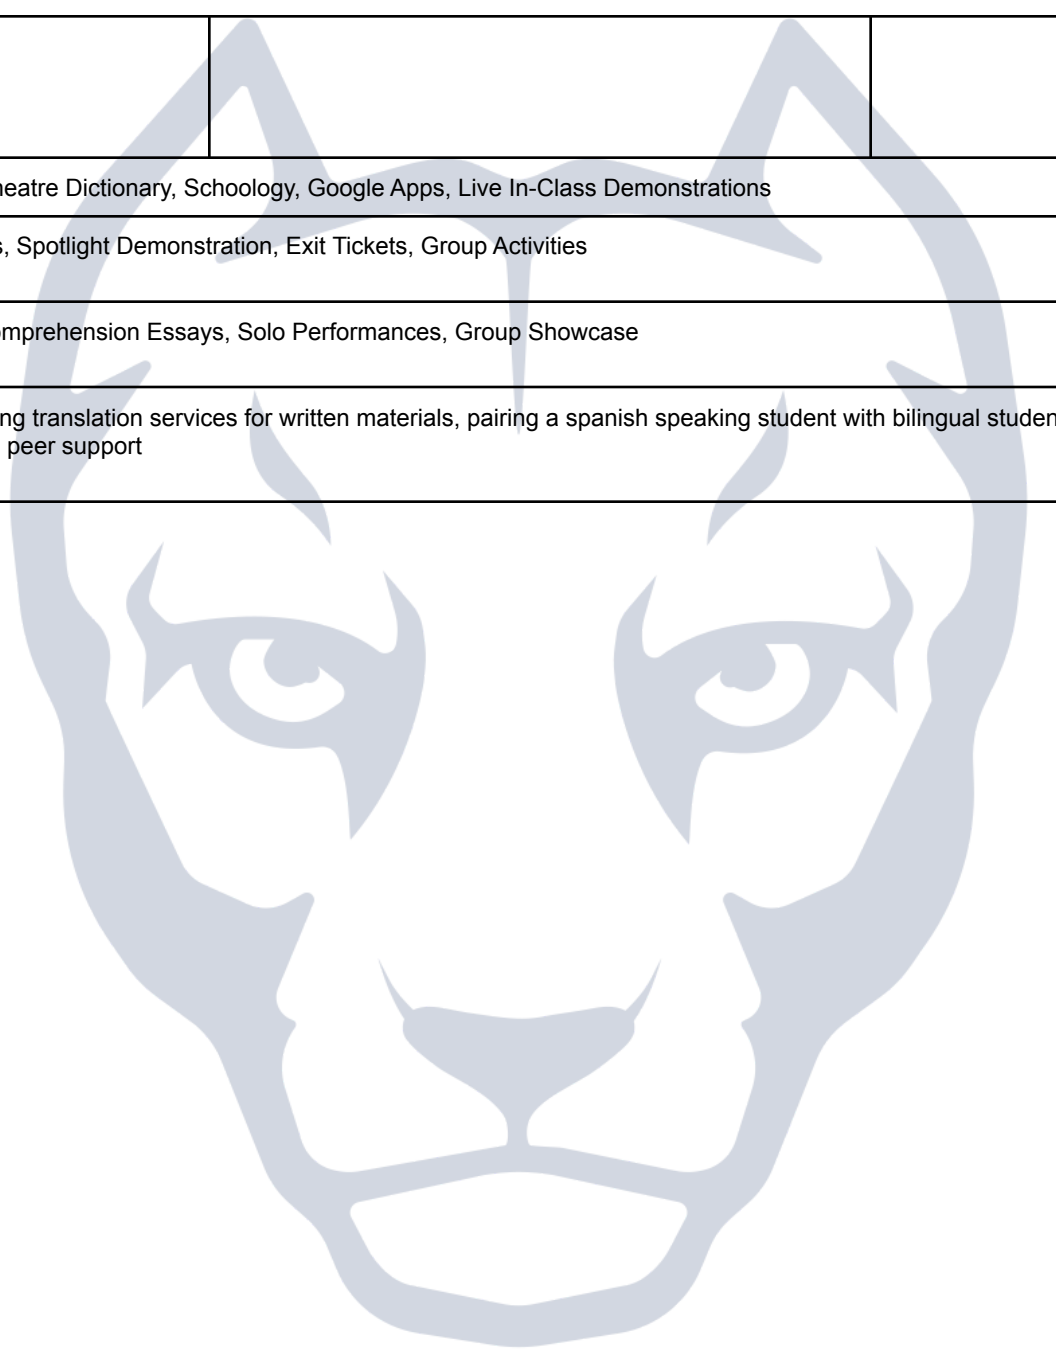 heatre Dictionary, Schoology, Google Apps, Live In-Class Demonstrations
s, Spotlight Demonstration, Exit Tickets, Group Activities
omprehension Essays, Solo Performances, Group Showcase
ng translation services for written materials, pairing a spanish speaking student with bilingual studen
peer support